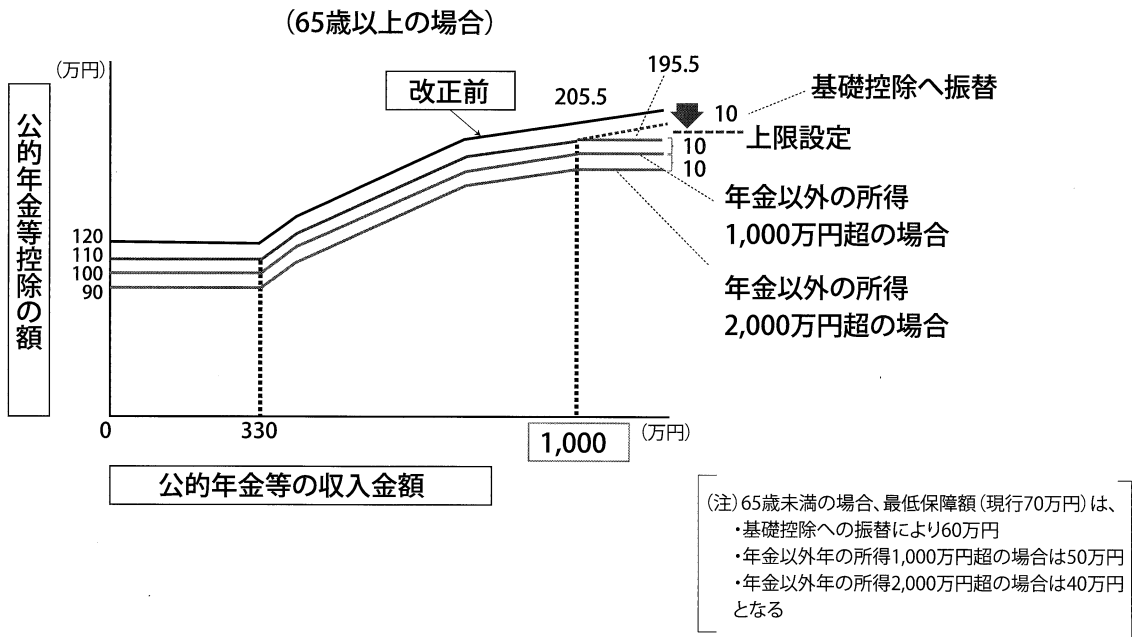 （65歳以上の場合）
（万円）
公的年金等控除の額
改正前
205.5
195.5
10
基礎控除へ振替
上限設定
10
10
年金以外の所得
1,000万円超の場合
年金以外の所得
2,000万円超の場合
120
110
100
90
0
330
1,000
（万円）
公的年金等の収入金額
（注）65歳未満の場合、最低保障額（現行70万円）は、
・基礎控除への振替により60万円
・年金以外年の所得1,000万円超の場合は50万円
・年金以外年の所得2,000万円超の場合は40万円
となる